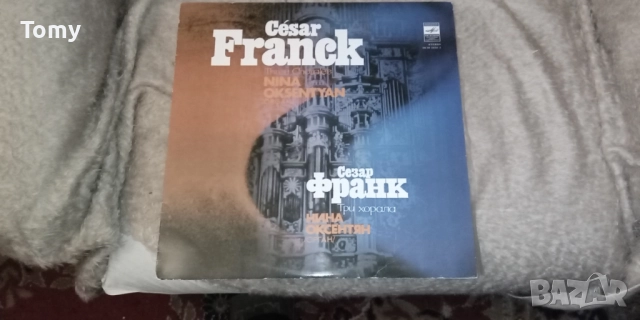 Tomy
César
Franck
NINA
OKSENTYAN
Сезар
Франк
Три хорала
НИНА
ОКСЕНТЯН
BAZAR